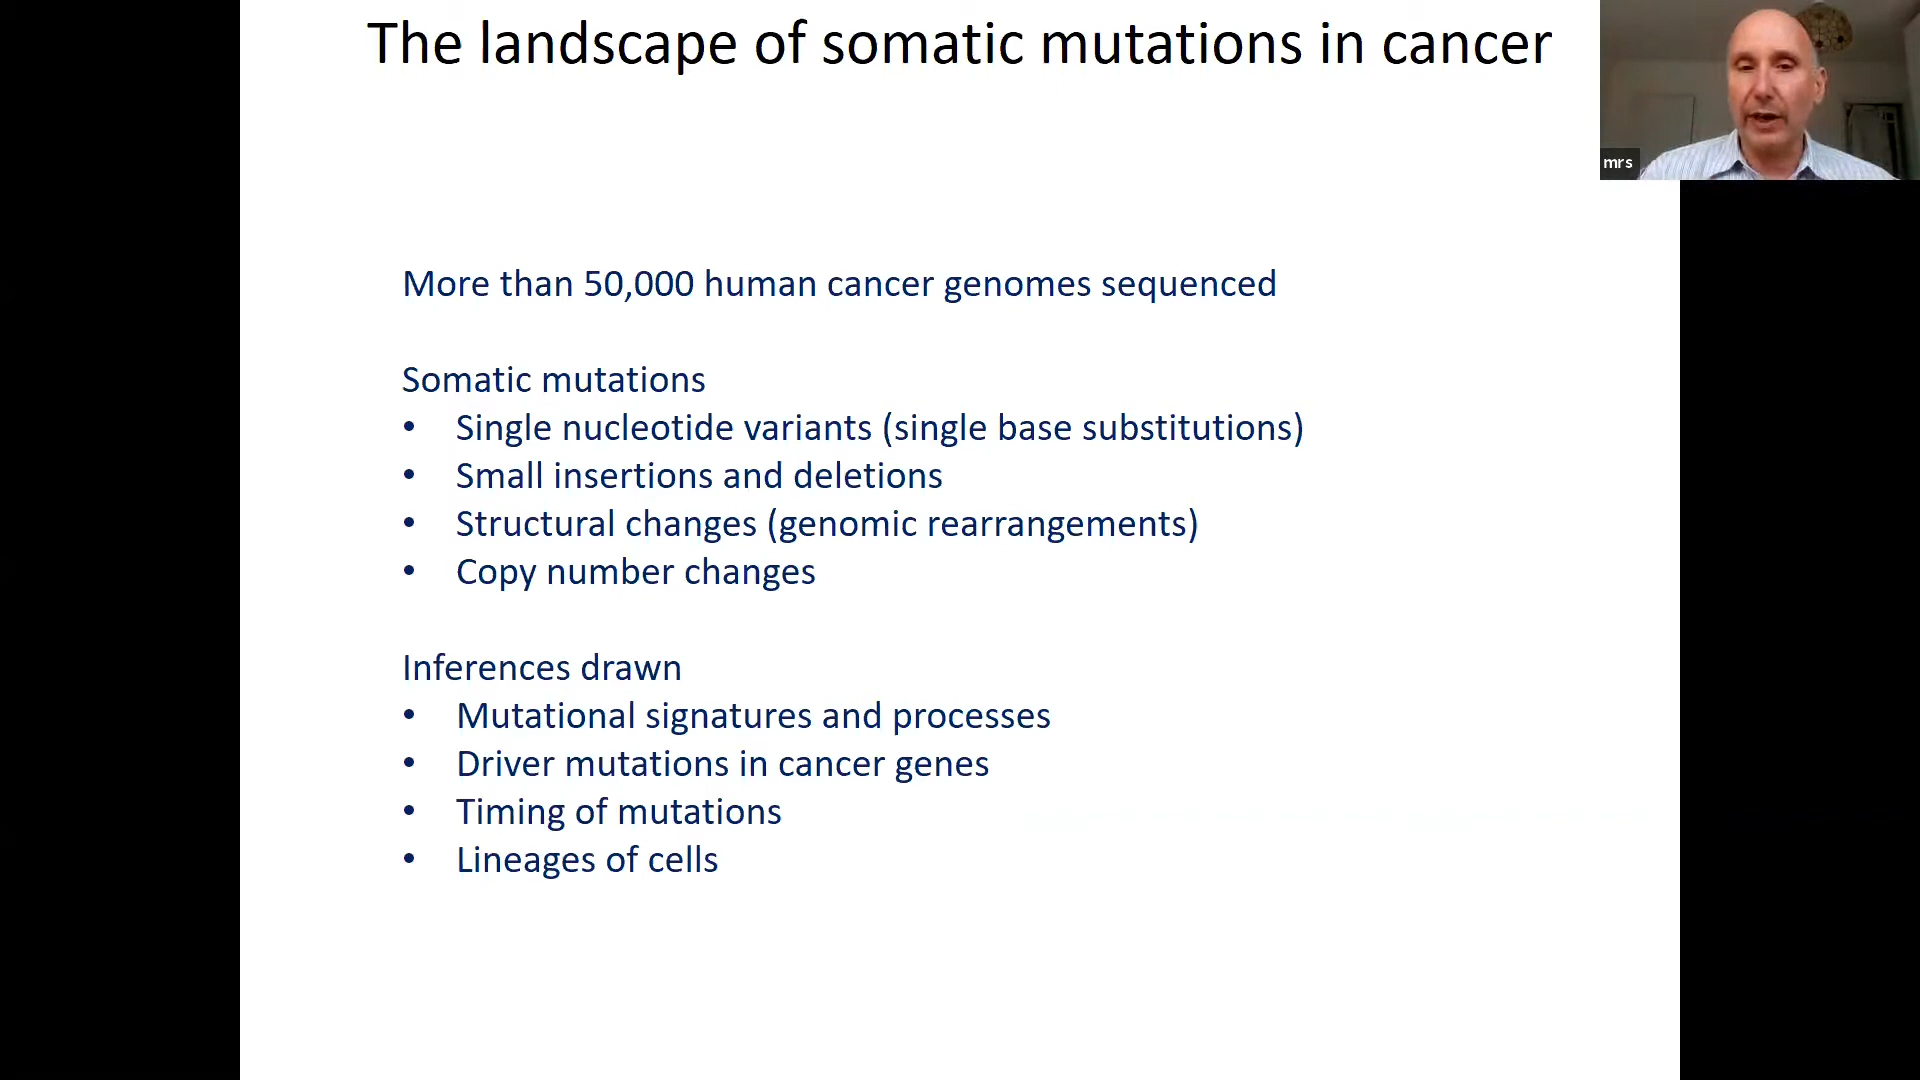 The landscape of somatic mutations in cancer
mrs
More than 50,000 human cancer genomes sequenced
Somatic mutations
• Single nucleotide variants (single base substitutions)
• Small insertions and deletions
• Structural changes (genomic rearrangements)
• Copy number changes
Inferences drawn
• Mutational signatures and processes
• Driver mutations in cancer genes
• Timing of mutations
• Lineages of cells